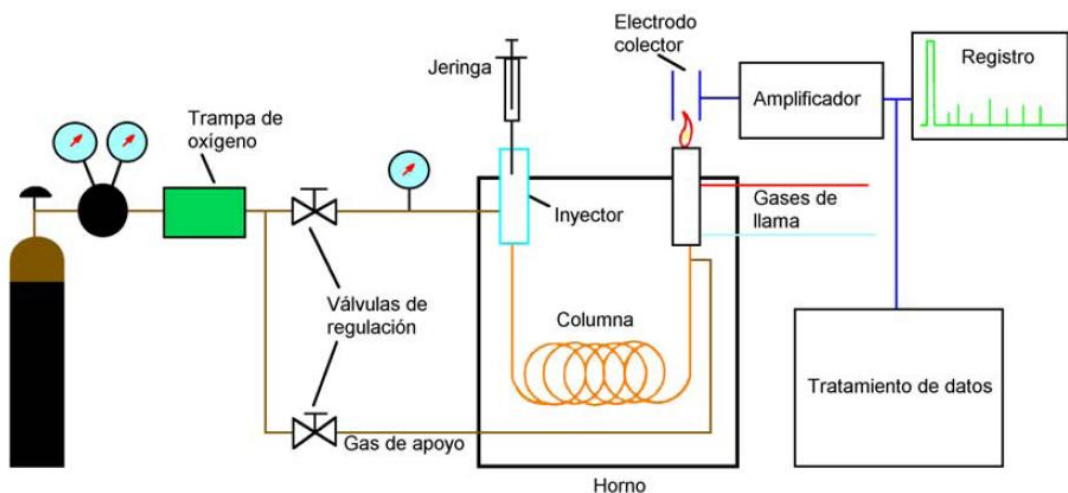 Jeringa
Electrodo
colector
Amplificador
Registro
Trampa de
oxígeno
Inyector
Gases de
llama
Válvulas de
regulación
Columna
Tratamiento de datos
Gas de apoyo
Horno